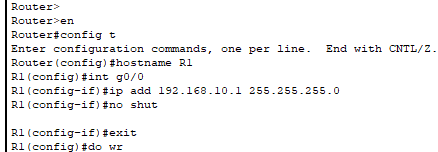 Router>
Router>en
Router#config t
Enter configuration commands, one per line.  End with CNTL/Z.
Router(config)#hostname R1
R1(config)#int g0/0
R1(config-if)#ip add 192.168.10.1 255.255.255.0
R1(config-if)#no shut
R1(config-if)#exit
R1(config)#do wr